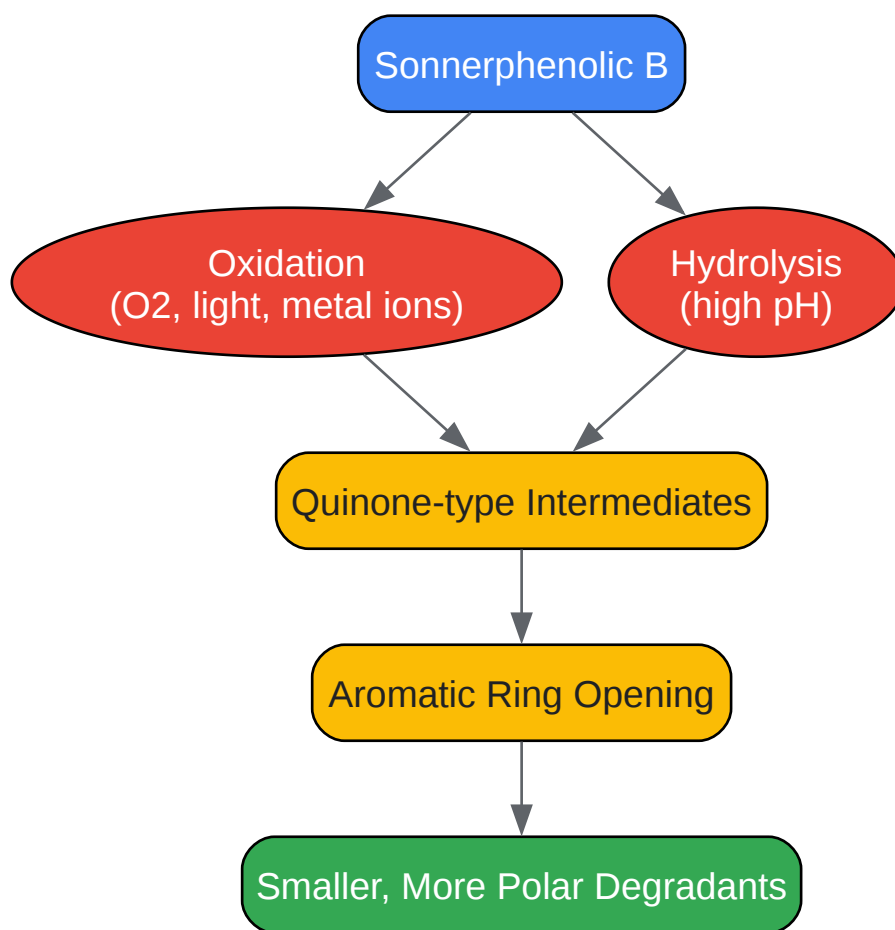 Sonnerphenolic B
Oxidation
(O2, light, metal ions)
Hydrolysis
(high pH)
Quinone-type Intermediates
Aromatic Ring Opening
Smaller, More Polar Degradants